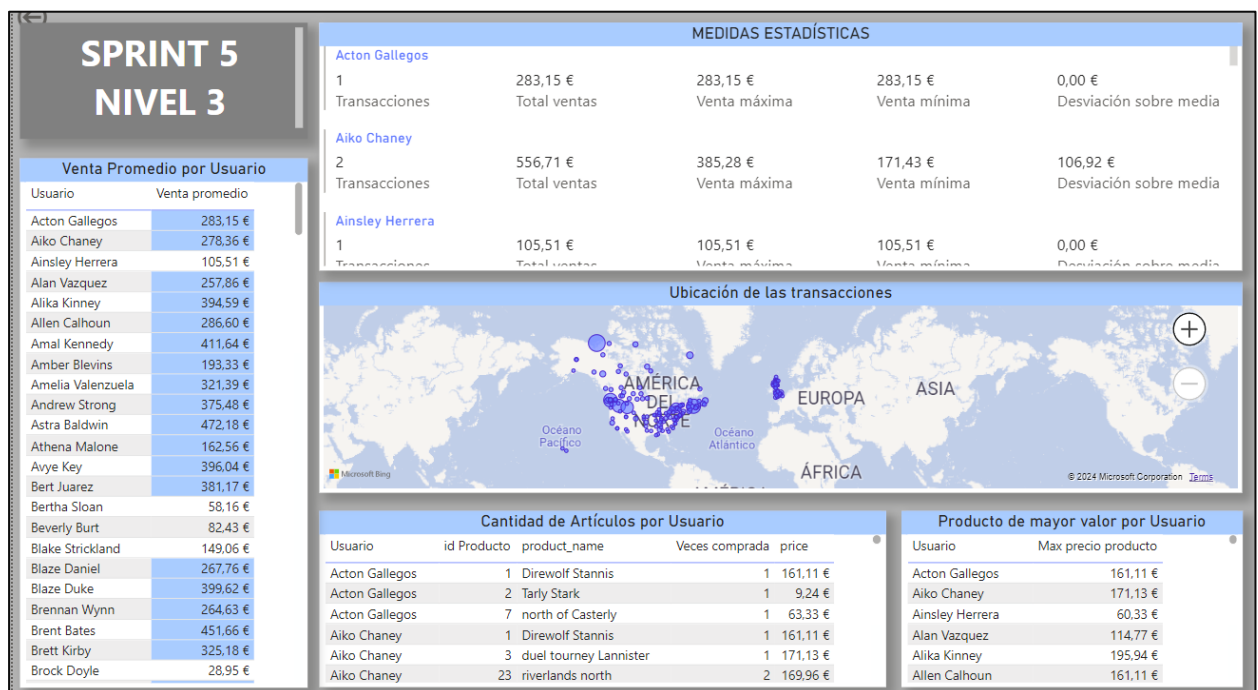 SPRINT 5
NIVEL 3
MEDIDAS ESTADÍSTICAS
Acton Gallegos
1 283,15 € 283,15 € 283,15 € 0,00 €
Transacciones Total ventas Venta máxima Venta mínima Desviación sobre media
Aiko Chaney
2 556,71 € 385,28 € 171,43 € 106,92 €
Transacciones Total ventas Venta máxima Venta mínima Desviación sobre media
Ainsley Herrera
1 105,51 € 105,51 € 105,51 € 0,00 €
Transacciones Total ventas Venta máxima Venta mínima Desviación sobre media
Venta Promedio por Usuario
Usuario Venta promedio
Acton Gallegos 283,15 €
Aiko Chaney 278,36 €
Ainsley Herrera 105,51 €
Alan Vazquez 257,86 €
Alika Kinney 394,59 €
Allen Calhoun 286,60 €
Amal Kennedy 411,64 €
Amber Blevins 193,33 €
Amelia Valenzuela 321,39 €
Andrew Strong 375,48 €
Astra Baldwin 472,18 €
Athena Malone 162,56 €
Avye Key 396,04 €
Bert Juarez 381,17 €
Bertha Sloan 58,16 €
Beverly Burt 82,43 €
Blake Strickland 149,06 €
Blaze Daniel 267,76 €
Blaze Duke 399,62 €
Brennan Wynn 264,63 €
Brent Bates 451,66 €
Brett Kirby 325,18 €
Brock Doyle 28,95 €
Ubicación de las transacciones
AMÉRICA
DEL
NORTE
EUROPA
ASIA
Océano
Pacífico
Océano
Atlántico
ÁFRICA
Microsoft Bing
© 2024 Microsoft Corporation Terms
Cantidad de Artículos por Usuario
Usuario id Producto product_name Veces comprada price
Acton Gallegos 1 Direwolf Stannis 1 161,11 €
Acton Gallegos 2 Tarly Stark 1 9,24 €
Acton Gallegos 7 north of Casterly 1 63,33 €
Aiko Chaney 1 Direwolf Stannis 1 161,11 €
Aiko Chaney 3 duel tourney Lannister 1 171,13 €
Aiko Chaney 23 riverlands north 2 169,96 €
Producto de mayor valor por Usuario
Usuario Max precio producto
Acton Gallegos 161,11 €
Aiko Chaney 171,13 €
Ainsley Herrera 60,33 €
Alan Vazquez 114,77 €
Alika Kinney 195,94 €
Allen Calhoun 161,11 €